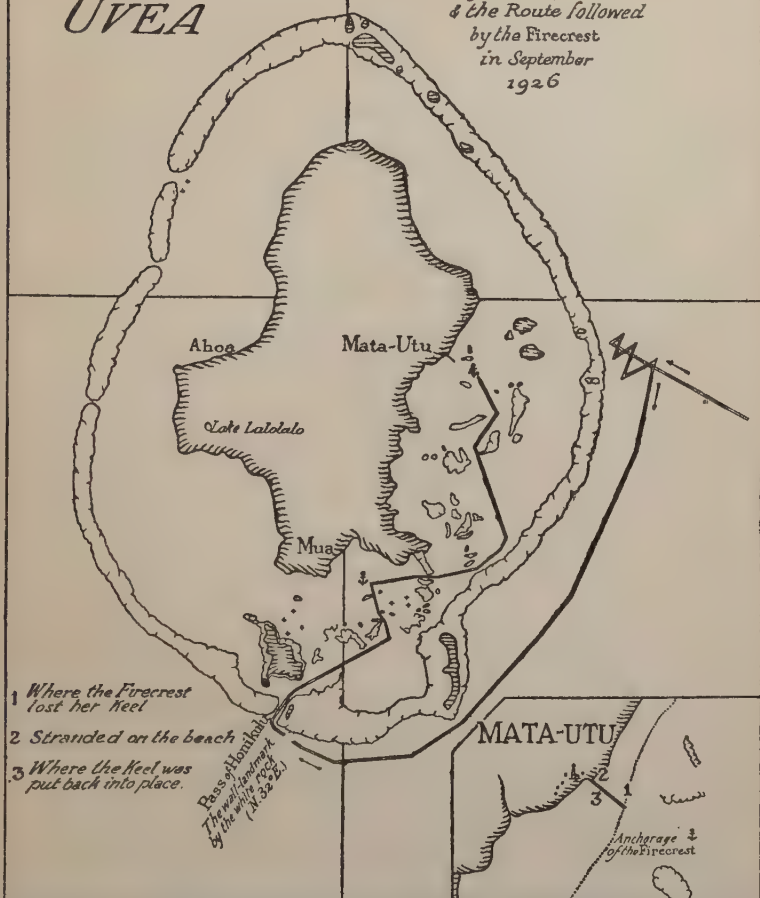 UVEA
& the Route followed
by the Firecrest
in September
1926
Ahoa
Mata-Utu
Lake Lalolalo
Mua
1 Where the Firecrest
lost her Keel
2 Stranded on the beach
3 Where the Keel was
put back into place.
Pass of Honikulu
The wall-landmark
by the white rock
(N.32°E.)
MATA-UTU
2
1
3
Anchorage
of the Firecrest